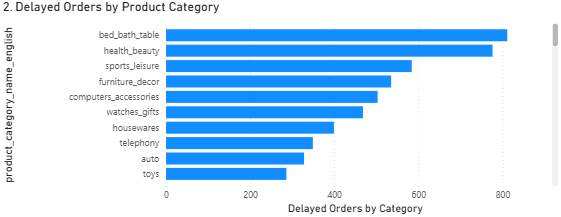 2. Delayed Orders by Product Category
product_category_name_english
bed_bath_table
health_beauty
sports_leisure
furniture_decor
computers_accessories
watches_gifts
housewares
telephony
auto
toys
0 200 400 600 800
Delayed Orders by Category